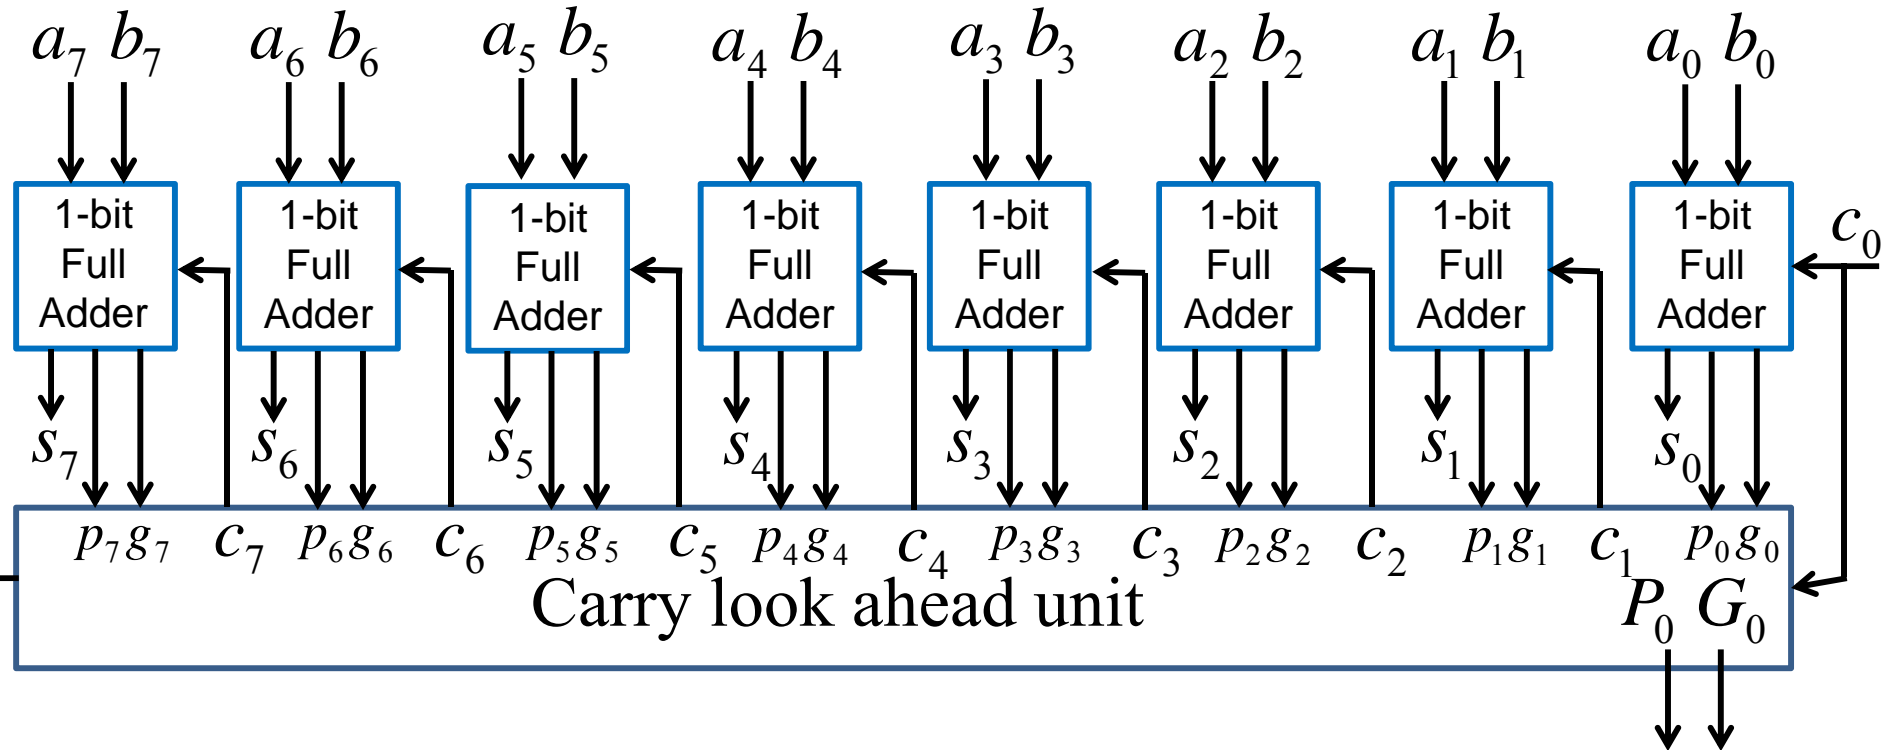 a₇ b₇ a₆ b₆ a₅ b₅ a₄ b₄ a₃ b₃ a₂ b₂ a₁ b₁ a₀ b₀
1-bit 1-bit 1-bit 1-bit 1-bit 1-bit 1-bit 1-bit
Full Full Full Full Full Full Full Full
Adder Adder Adder Adder Adder Adder Adder Adder
c₀
s₇ s₆ s₅ s₄ s₃ s₂ s₁ s₀
p₇g₇ c₇ p₆g₆ c₆ p₅g₅ c₅ p₄g₄ c₄ p₃g₃ c₃ p₂g₂ c₂ p₁g₁ c₁ p₀g₀
Carry look ahead unit P₀ G₀